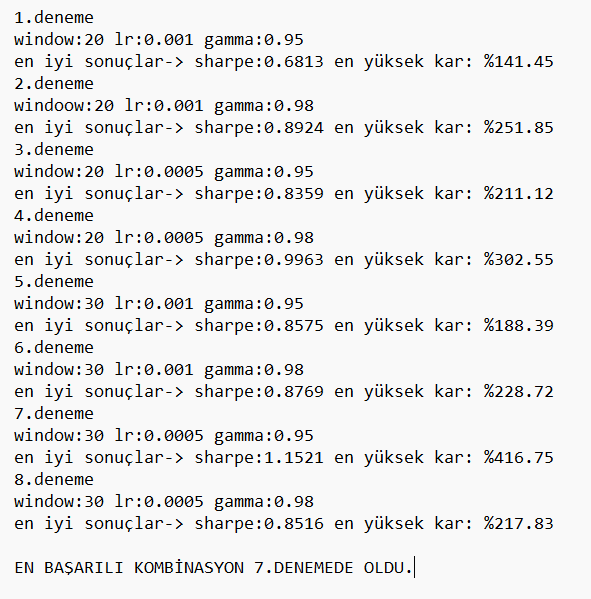 1.deneme
window:20 lr:0.001 gamma:0.95
en iyi sonuçlar-> sharpe:0.6813 en yüksek kar: %141.45
2.deneme
windoow:20 lr:0.001 gamma:0.98
en iyi sonuçlar-> sharpe:0.8924 en yüksek kar: %251.85
3.deneme
window:20 lr:0.0005 gamma:0.95
en iyi sonuçlar-> sharpe:0.8359 en yüksek kar: %211.12
4.deneme
window:20 lr:0.0005 gamma:0.98
en iyi sonuçlar-> sharpe:0.9963 en yüksek kar: %302.55
5.deneme
window:30 lr:0.001 gamma:0.95
en iyi sonuçlar-> sharpe:0.8575 en yüksek kar: %188.39
6.deneme
window:30 lr:0.001 gamma:0.98
en iyi sonuçlar-> sharpe:0.8769 en yüksek kar: %228.72
7.deneme
window:30 lr:0.0005 gamma:0.95
en iyi sonuçlar-> sharpe:1.1521 en yüksek kar: %416.75
8.deneme
window:30 lr:0.0005 gamma:0.98
en iyi sonuçlar-> sharpe:0.8516 en yüksek kar: %217.83
EN BAŞARILI KOMBİNASYON 7.DENEMEDE OLDU.